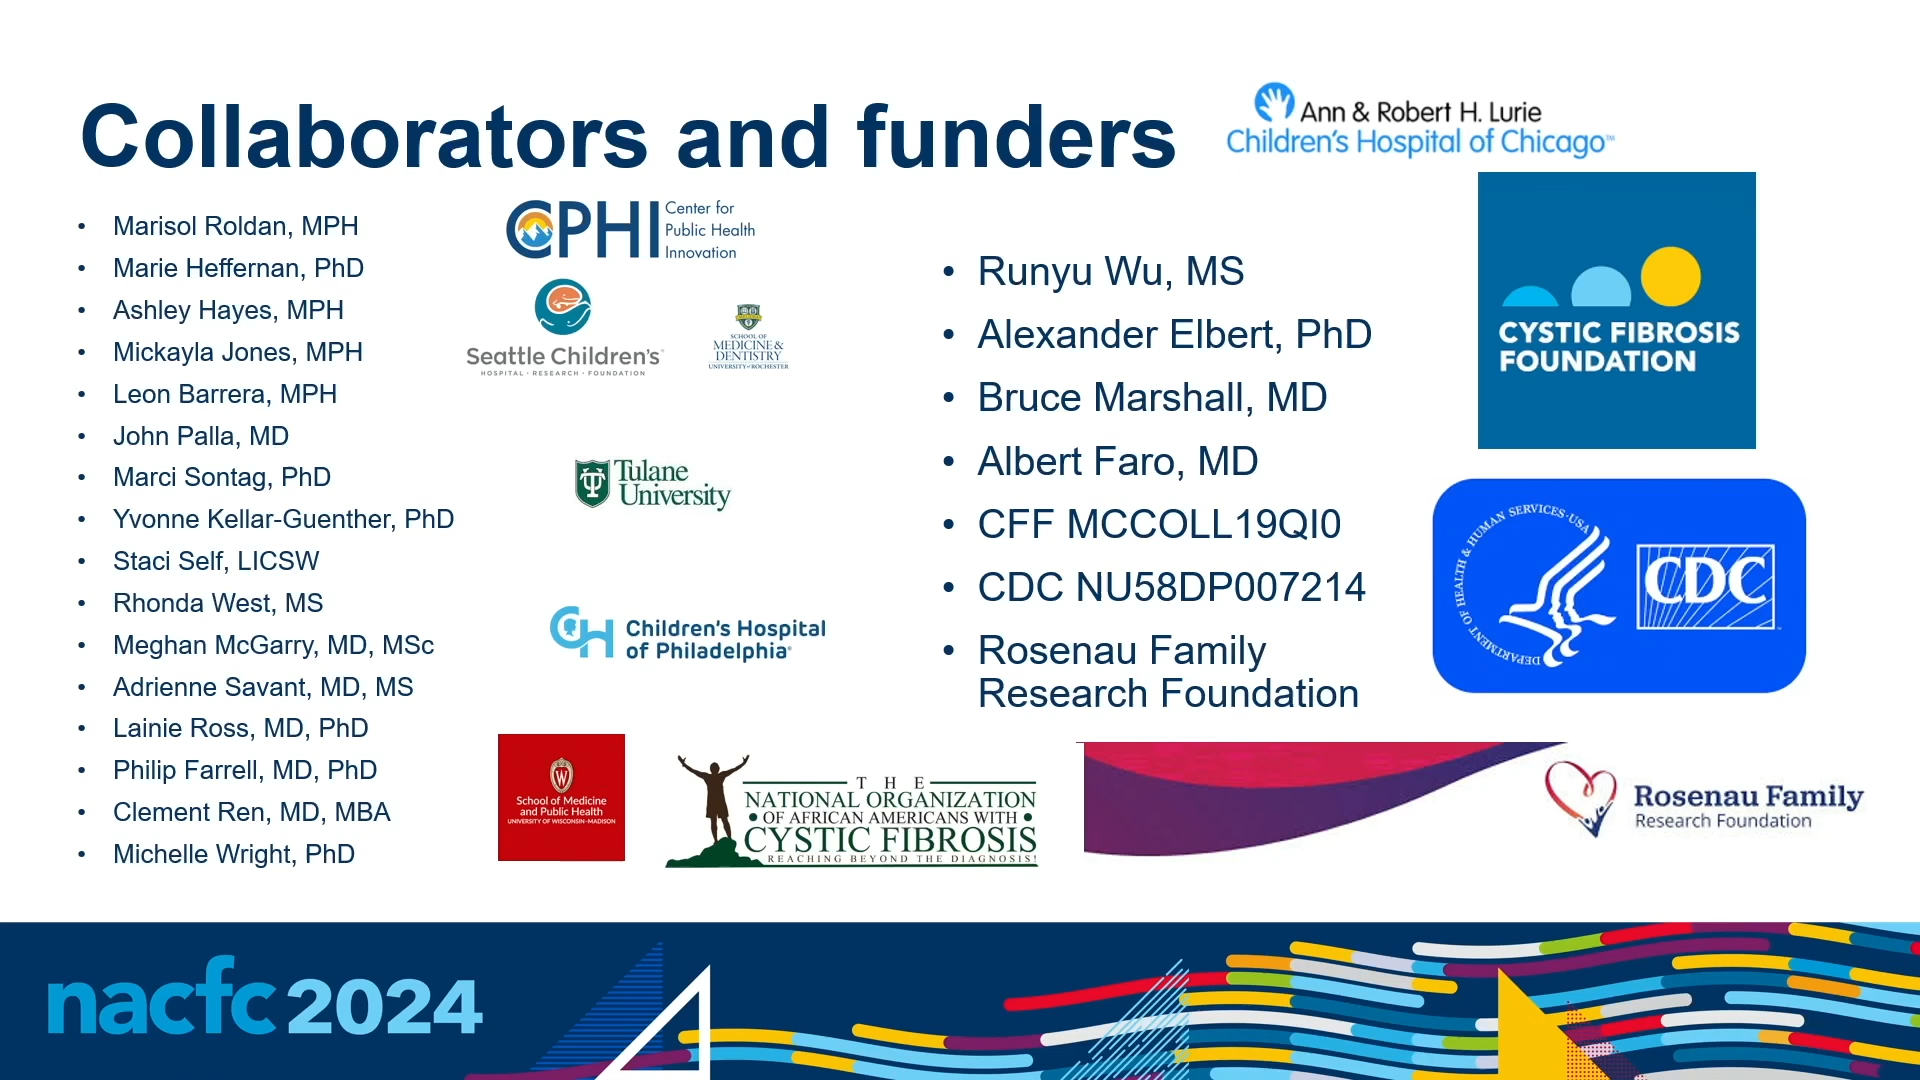 Collaborators and funders
Ann & Robert H. Lurie
Children's Hospital of Chicago™
• Marisol Roldan, MPH
• Marie Heffernan, PhD
• Ashley Hayes, MPH
• Mickayla Jones, MPH
• Leon Barrera, MPH
• John Palla, MD
• Marci Sontag, PhD
• Yvonne Kellar-Guenther, PhD
• Staci Self, LICSW
• Rhonda West, MS
• Meghan McGarry, MD, MSc
• Adrienne Savant, MD, MS
• Lainie Ross, MD, PhD
• Philip Farrell, MD, PhD
• Clement Ren, MD, MBA
• Michelle Wright, PhD
CPHI
Center for
Public Health
Innovation
Seattle Children's
HOSPITAL • RESEARCH • FOUNDATION
SCHOOL OF
MEDICINE &
DENTISTRY
UNIVERSITY of ROCHESTER
Tulane
University
CH
Children's Hospital
of Philadelphia
W
School of Medicine
and Public Health
UNIVERSITY OF WISCONSIN–MADISON
THE
NATIONAL ORGANIZATION
• OF AFRICAN AMERICANS WITH •
CYSTIC FIBROSIS
REACHING BEYOND THE DIAGNOSIS!
• Runyu Wu, MS
• Alexander Elbert, PhD
• Bruce Marshall, MD
• Albert Faro, MD
• CFF MCCOLL19QI0
• CDC NU58DP007214
• Rosenau Family
Research Foundation
CYSTIC FIBROSIS
FOUNDATION
DEPARTMENT OF HEALTH & HUMAN SERVICES·USA
CDC
Rosenau Family
Research Foundation
nacfc 2024